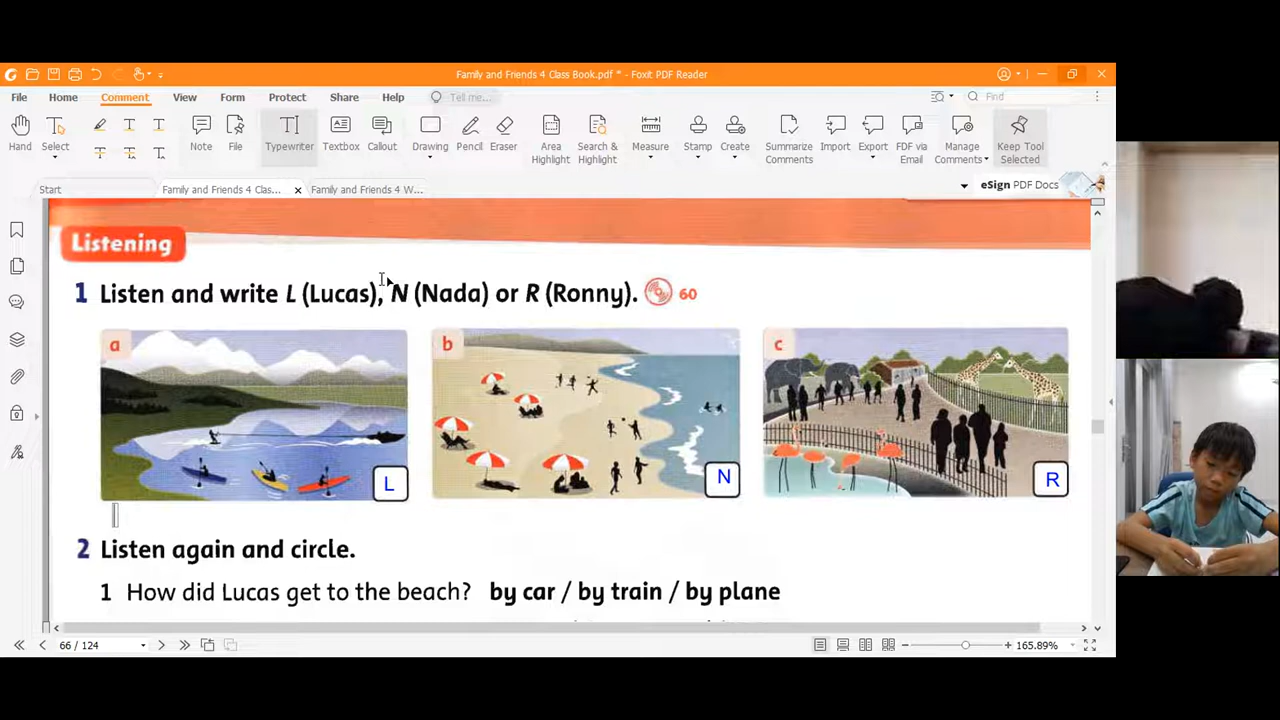 Family and Friends 4 Class Book.pdf * - Foxit PDF Reader
File Home Comment View Form Protect Share Help Tell me... Find
Hand Select Note File Typewriter Textbox Callout Drawing Pencil Eraser Area Highlight Search & Highlight Measure Stamp Create Summarize Comments Import Export PDF via Email Manage Comments Keep Tool Selected
Start Family and Friends 4 Clas... Family and Friends 4 W... eSign PDF Docs
Listening
1 Listen and write L (Lucas), N (Nada) or R (Ronny). 60
a b c
L N R
2 Listen again and circle.
1 How did Lucas get to the beach? by car / by train / by plane
66 / 124 165.89%